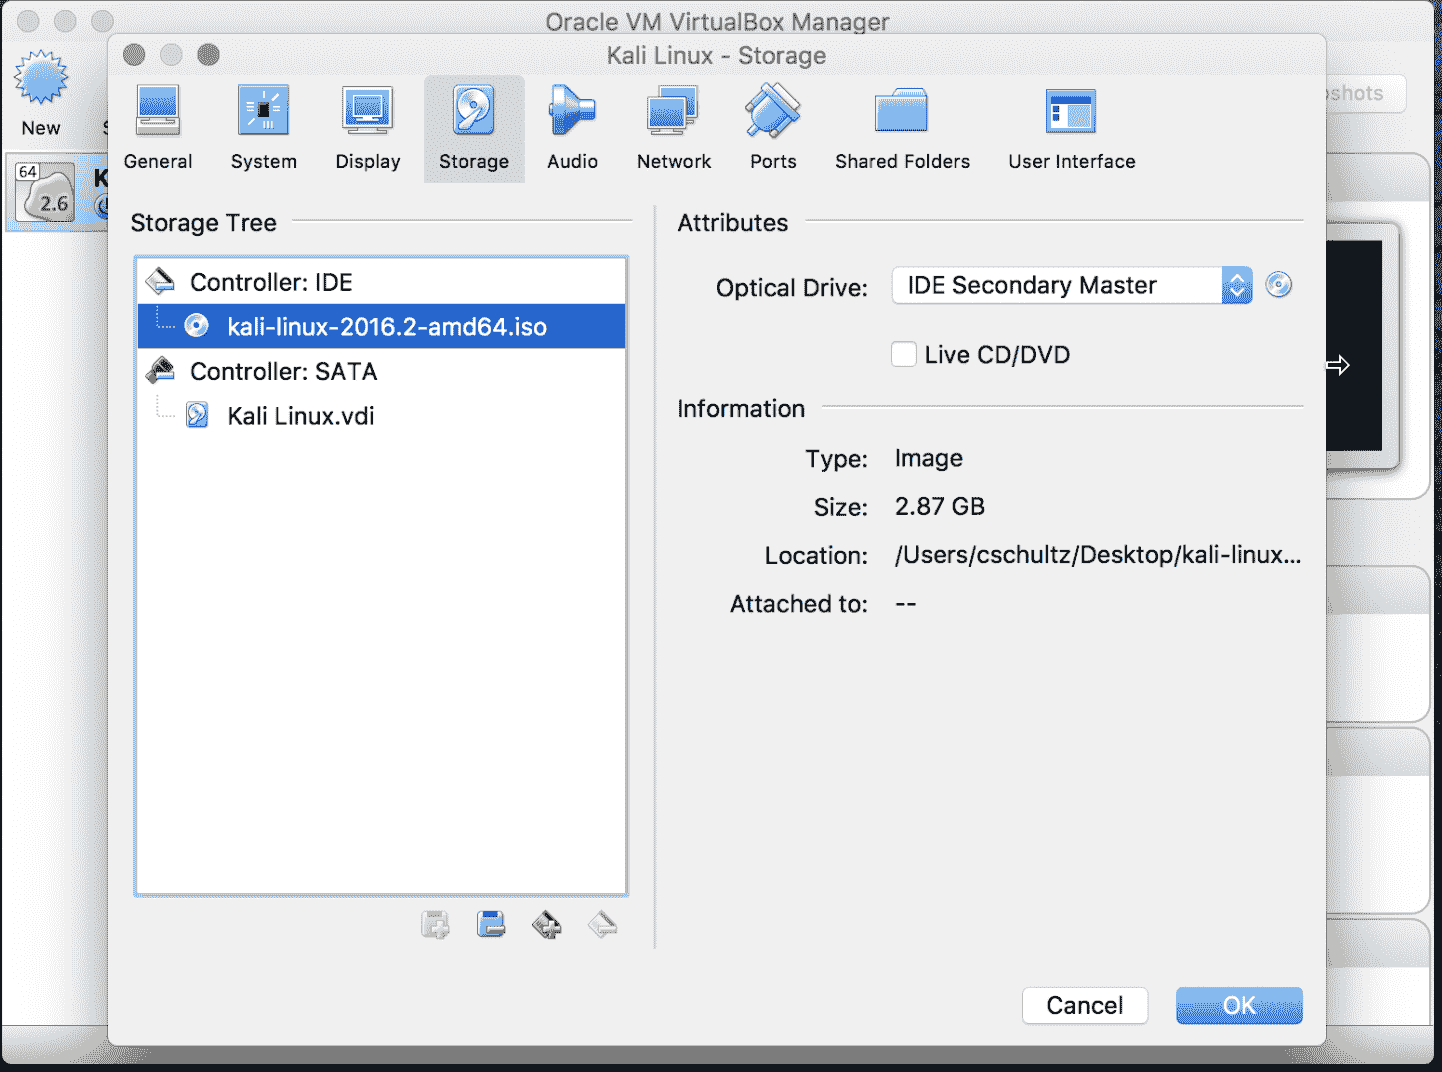 Oracle VM VirtualBox Manager
Kali Linux - Storage
New
General
System
Display
Storage
Audio
Network
Ports
Shared Folders
User Interface
64
2.6
Storage Tree
Controller: IDE
kali-linux-2016.2-amd64.iso
Controller: SATA
Kali Linux.vdi
Attributes
Optical Drive: IDE Secondary Master
Live CD/DVD
Information
Type: Image
Size: 2.87 GB
Location: /Users/cschultz/Desktop/kali-linux...
Attached to: --
Cancel
OK